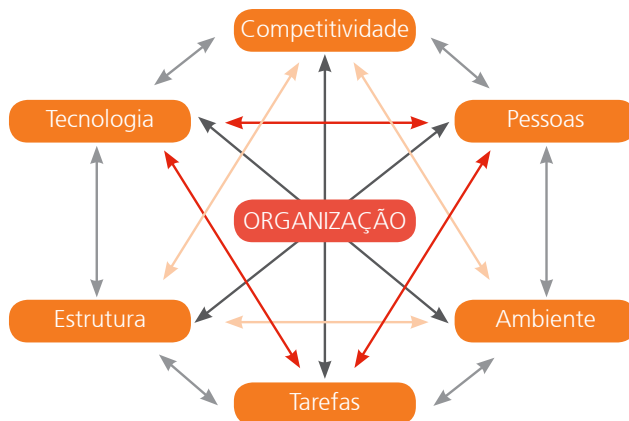 Competitividade
Tecnologia
Pessoas
ORGANIZAÇÃO
Estrutura
Ambiente
Tarefas